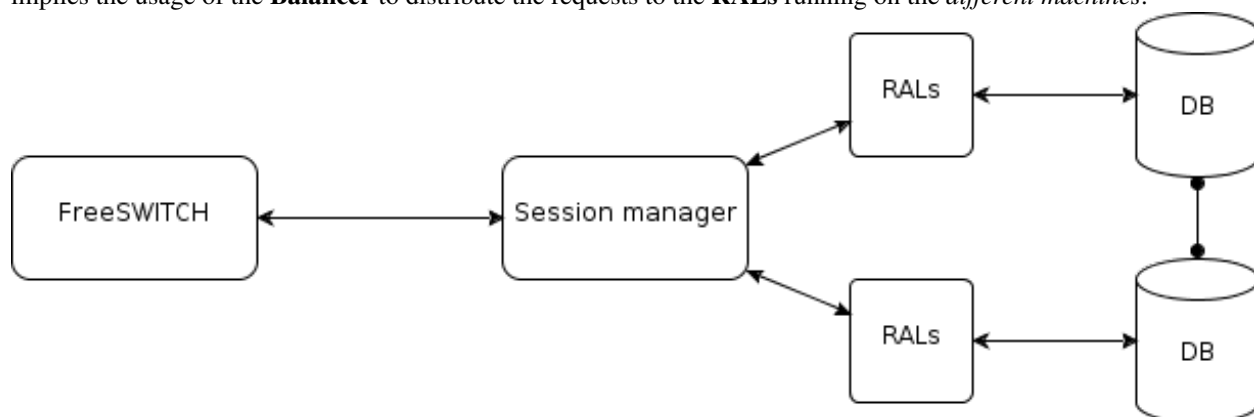 implies the usage of the Balancer to distribute the requests to the RALs running on the different machines.
RALs
DB
FreeSWITCH
Session manager
RALs
DB